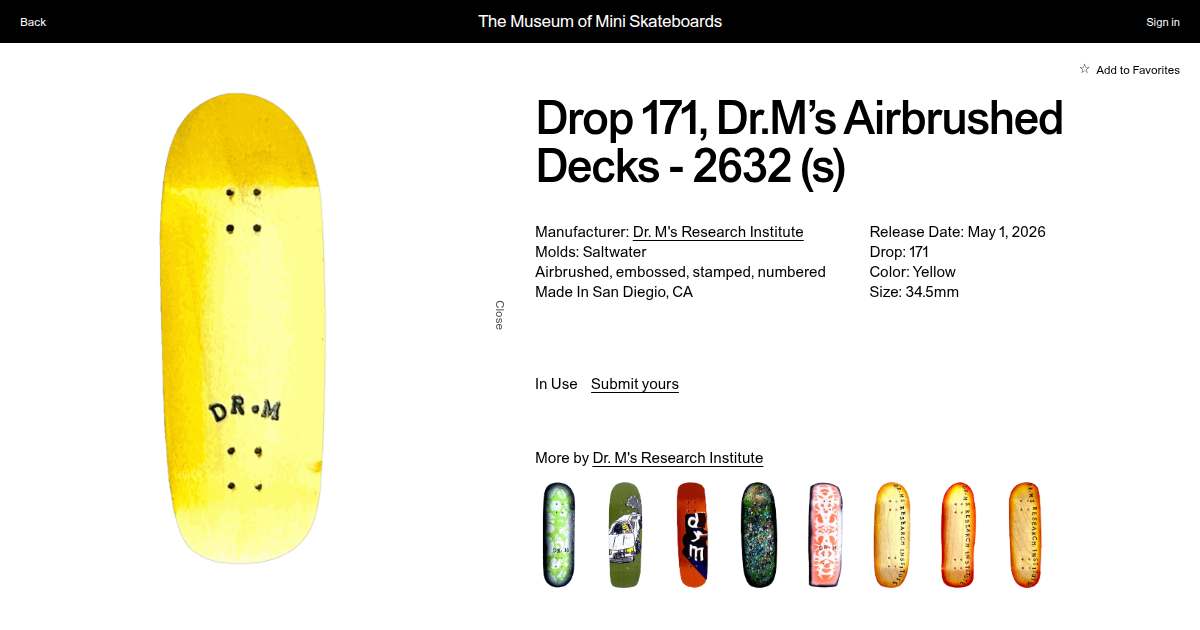 Back
The Museum of Mini Skateboards
Sign in
☆ Add to Favorites
Drop 171, Dr.M’s Airbrushed
Decks - 2632 (s)
Manufacturer: Dr. M's Research Institute
Molds: Saltwater
Airbrushed, embossed, stamped, numbered
Made In San Diegio, CA
Release Date: May 1, 2026
Drop: 171
Color: Yellow
Size: 34.5mm
Close
DR•M
In Use Submit yours
More by Dr. M's Research Institute